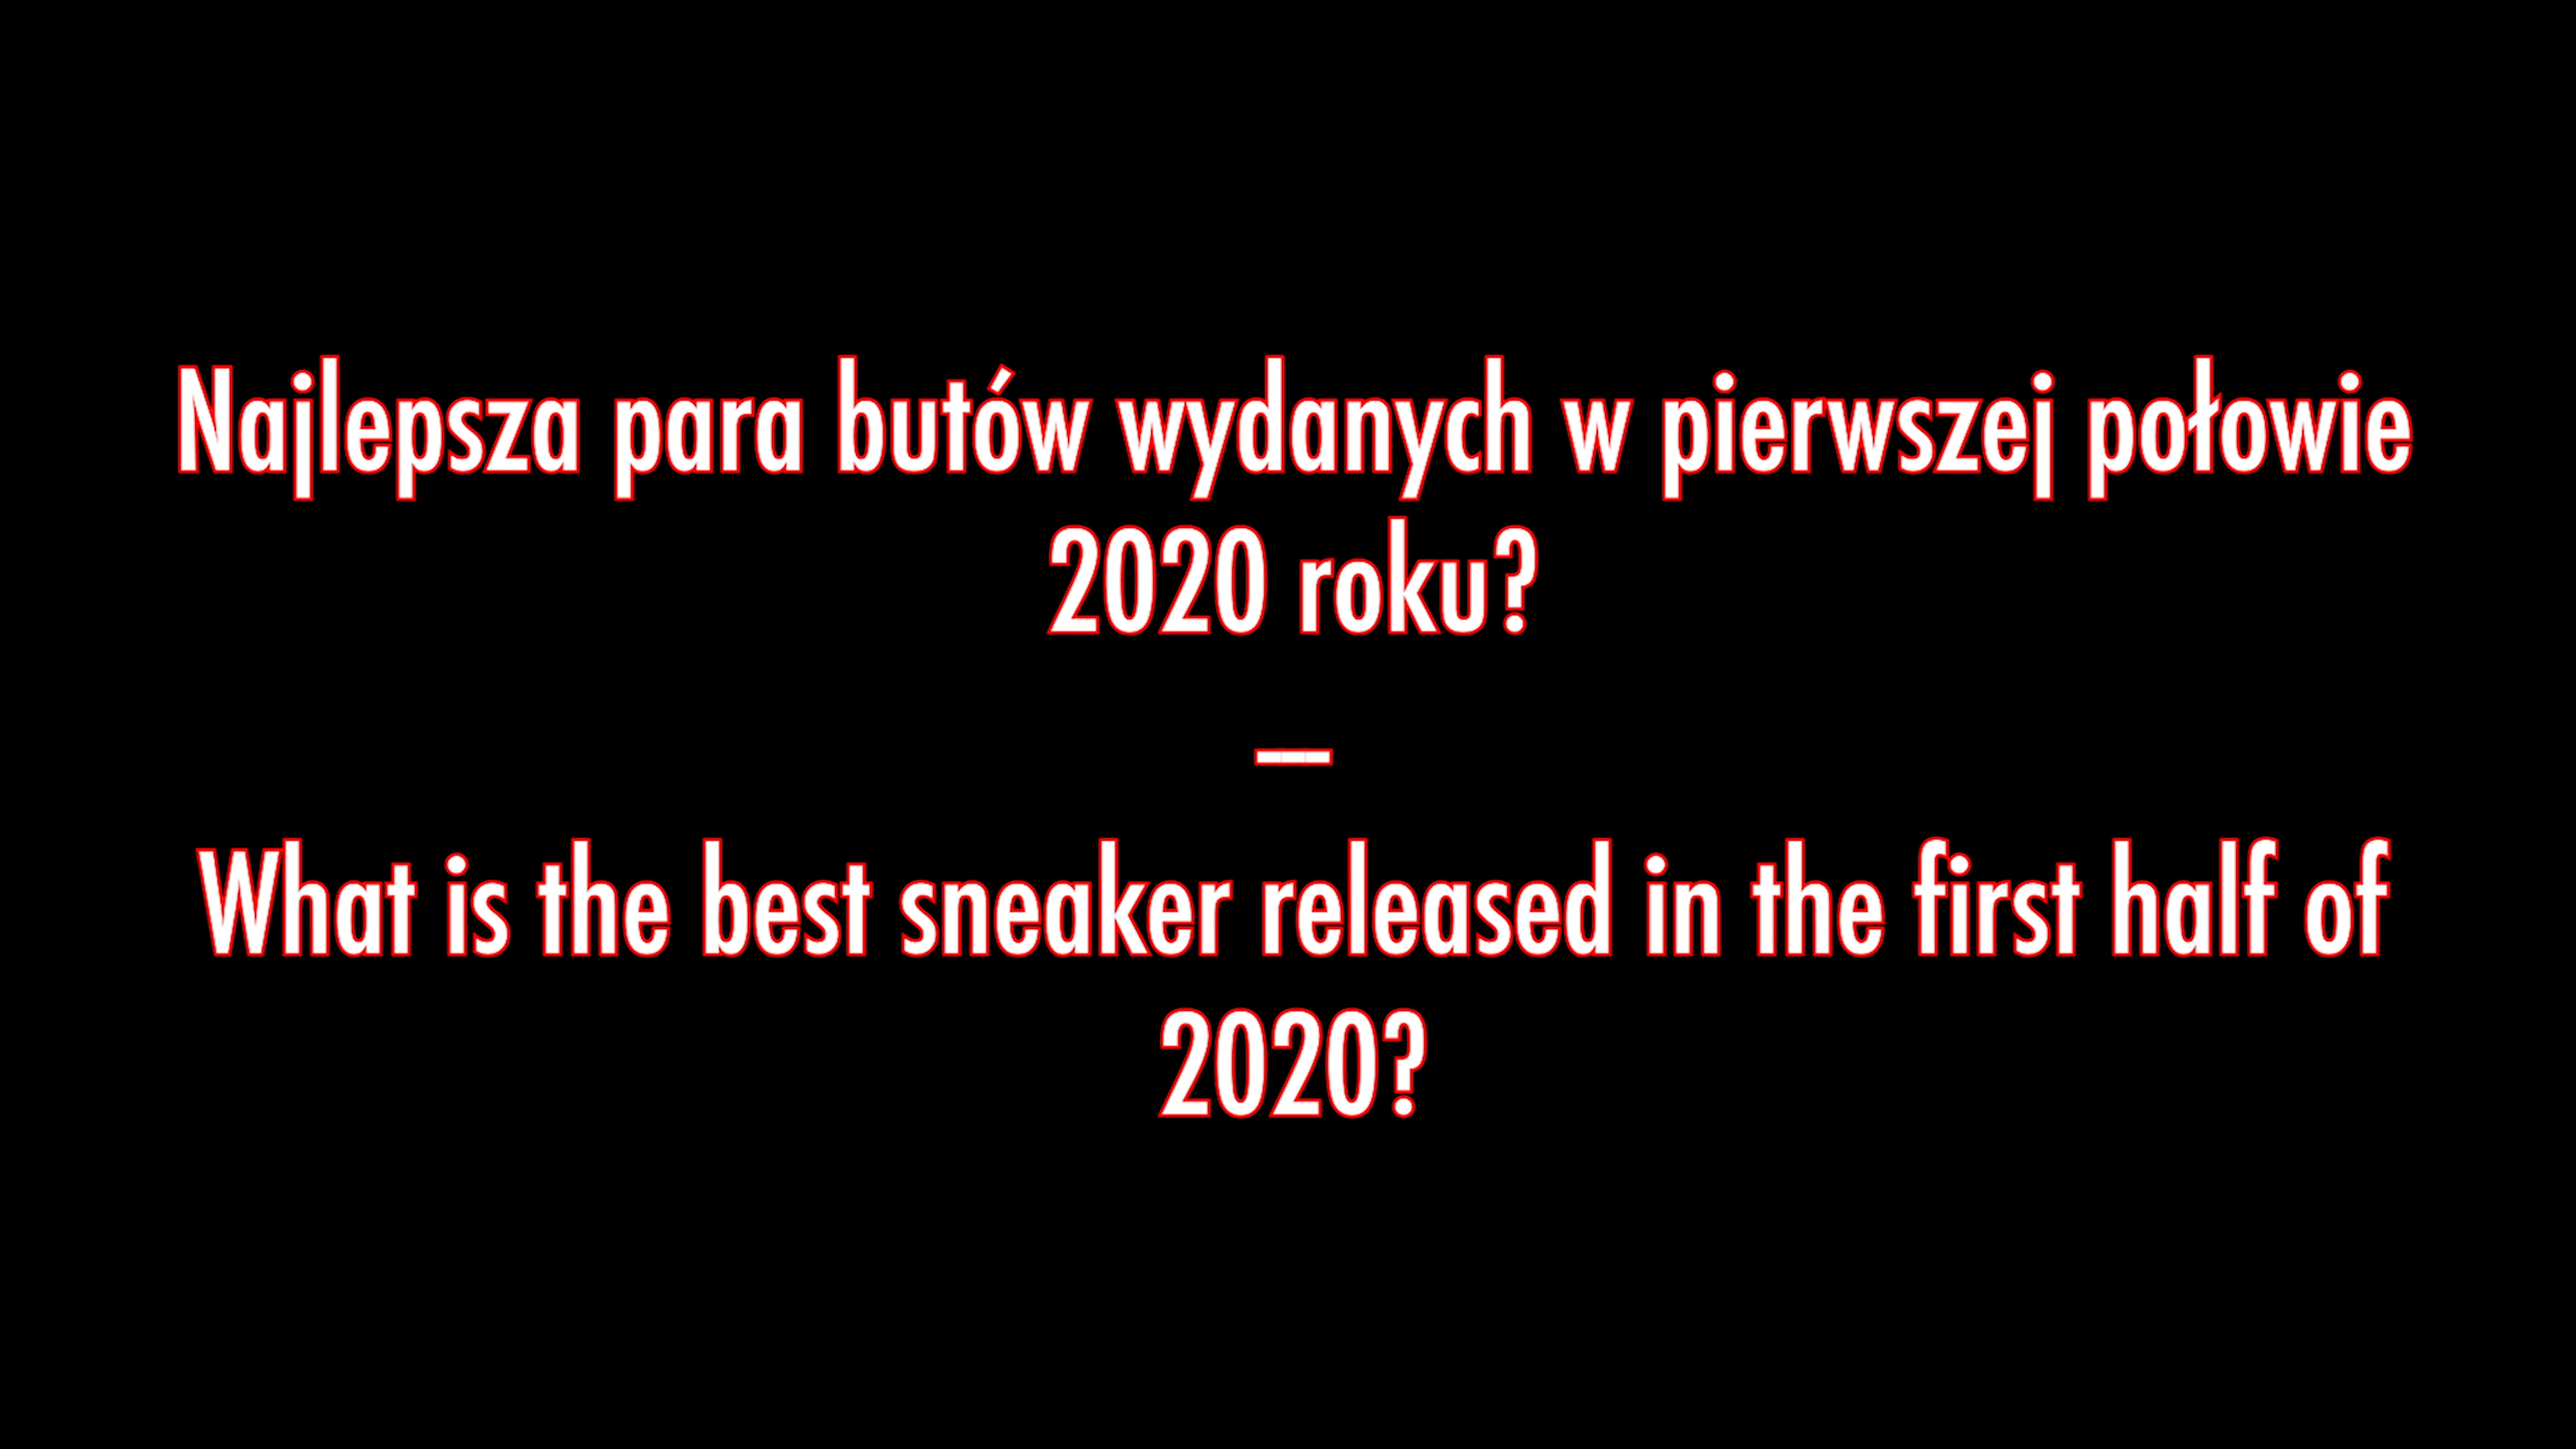 Najlepsza para butów wydanych w pierwszej połowie
2020 roku?
—
What is the best sneaker released in the first half of
2020?